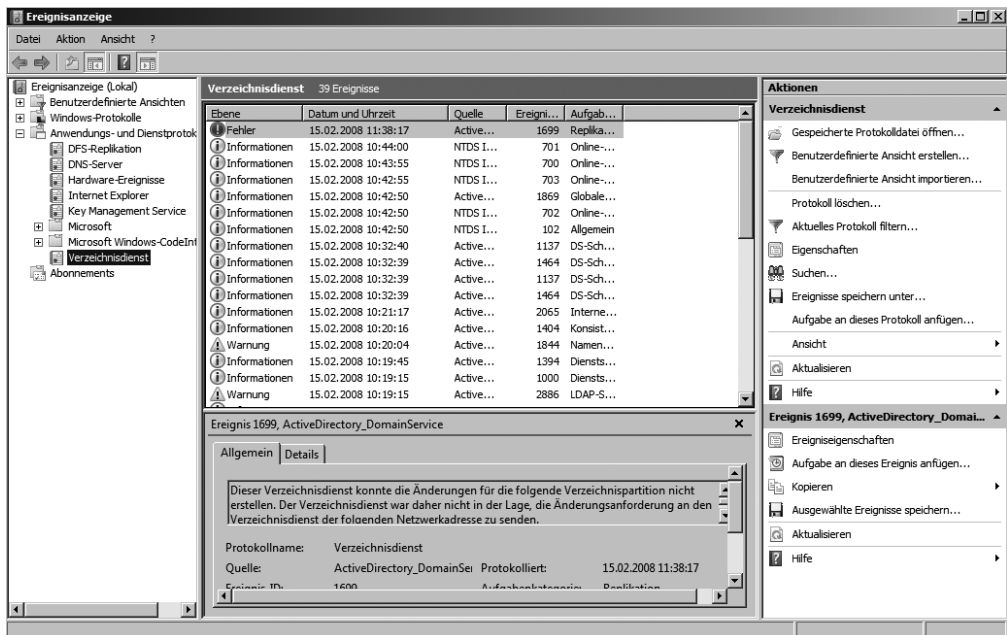 Ereignisanzeige
Datei Aktion Ansicht ?
Ereignisanzeige (Lokal)
Benutzerdefinierte Ansichten
Windows-Protokolle
Anwendungs- und Dienstprotok
DFS-Replikation
DNS-Server
Hardware-Ereignisse
Internet Explorer
Key Management Service
Microsoft
Microsoft Windows-CodeInt
Verzeichnisdienst
Abonnements
Verzeichnisdienst 39 Ereignisse
Ebene Datum und Uhrzeit Quelle Ereigni... Aufgab...
Fehler 15.02.2008 11:38:17 Active... 1699 Replika...
Informationen 15.02.2008 10:44:00 NTDS I... 701 Online-...
Informationen 15.02.2008 10:43:55 NTDS I... 700 Online-...
Informationen 15.02.2008 10:42:55 NTDS I... 703 Online-...
Informationen 15.02.2008 10:42:50 Active... 1869 Globale...
Informationen 15.02.2008 10:42:50 NTDS I... 702 Online-...
Informationen 15.02.2008 10:42:50 NTDS I... 102 Allgemein
Informationen 15.02.2008 10:32:40 Active... 1137 DS-Sch...
Informationen 15.02.2008 10:32:39 Active... 1464 DS-Sch...
Informationen 15.02.2008 10:32:39 Active... 1137 DS-Sch...
Informationen 15.02.2008 10:32:39 Active... 1464 DS-Sch...
Informationen 15.02.2008 10:21:17 Active... 2065 Interne...
Informationen 15.02.2008 10:20:16 Active... 1404 Konsist...
Warnung 15.02.2008 10:20:04 Active... 1844 Namen...
Informationen 15.02.2008 10:19:45 Active... 1394 Diensts...
Informationen 15.02.2008 10:19:15 Active... 1000 Diensts...
Warnung 15.02.2008 10:19:15 Active... 2886 LDAP-S...
Ereignis 1699, ActiveDirectory_DomainService
Allgemein Details
Dieser Verzeichnisdienst konnte die Änderungen für die folgende Verzeichnispartition nicht
erstellen. Der Verzeichnisdienst war daher nicht in der Lage, die Änderungsanforderung an den
Verzeichnisdienst der folgenden Netzwerkadresse zu senden.
Protokollname: Verzeichnisdienst
Quelle: ActiveDirectory_DomainSei Protokolliert: 15.02.2008 11:38:17
Ereignis-ID: 1699 Aufgabenkategorie: Replikation
Aktionen
Verzeichnisdienst
Gespeicherte Protokolldatei öffnen...
Benutzerdefinierte Ansicht erstellen...
Benutzerdefinierte Ansicht importieren...
Protokoll löschen...
Aktuelles Protokoll filtern...
Eigenschaften
Suchen...
Ereignisse speichern unter...
Aufgabe an dieses Protokoll anfügen...
Ansicht
Aktualisieren
Hilfe
Ereignis 1699, ActiveDirectory_Domai...
Ereigniseigenschaften
Aufgabe an dieses Ereignis anfügen...
Kopieren
Ausgewählte Ereignisse speichern...
Aktualisieren
Hilfe